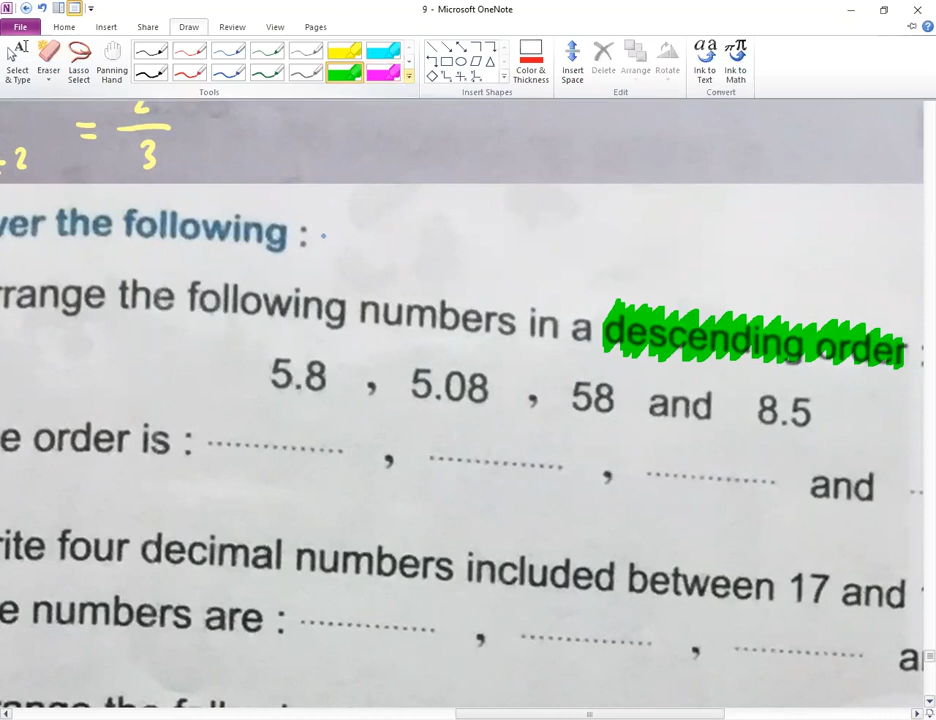 9 - Microsoft OneNote
File Home Insert Share Draw Review View Pages
Select & Type Eraser Lasso Select Panning Hand Color & Thickness Insert Space Delete Arrange Rotate Ink to Text Ink to Math
Tools Insert Shapes Edit Convert
= 2/3
2
the following :
the following numbers in a descending order :
5.8 , 5.08 , 58 and 8.5
order is : .................... , .................... , .................... and ..
four decimal numbers included between 17 and
numbers are : .................... , .................... , ....................